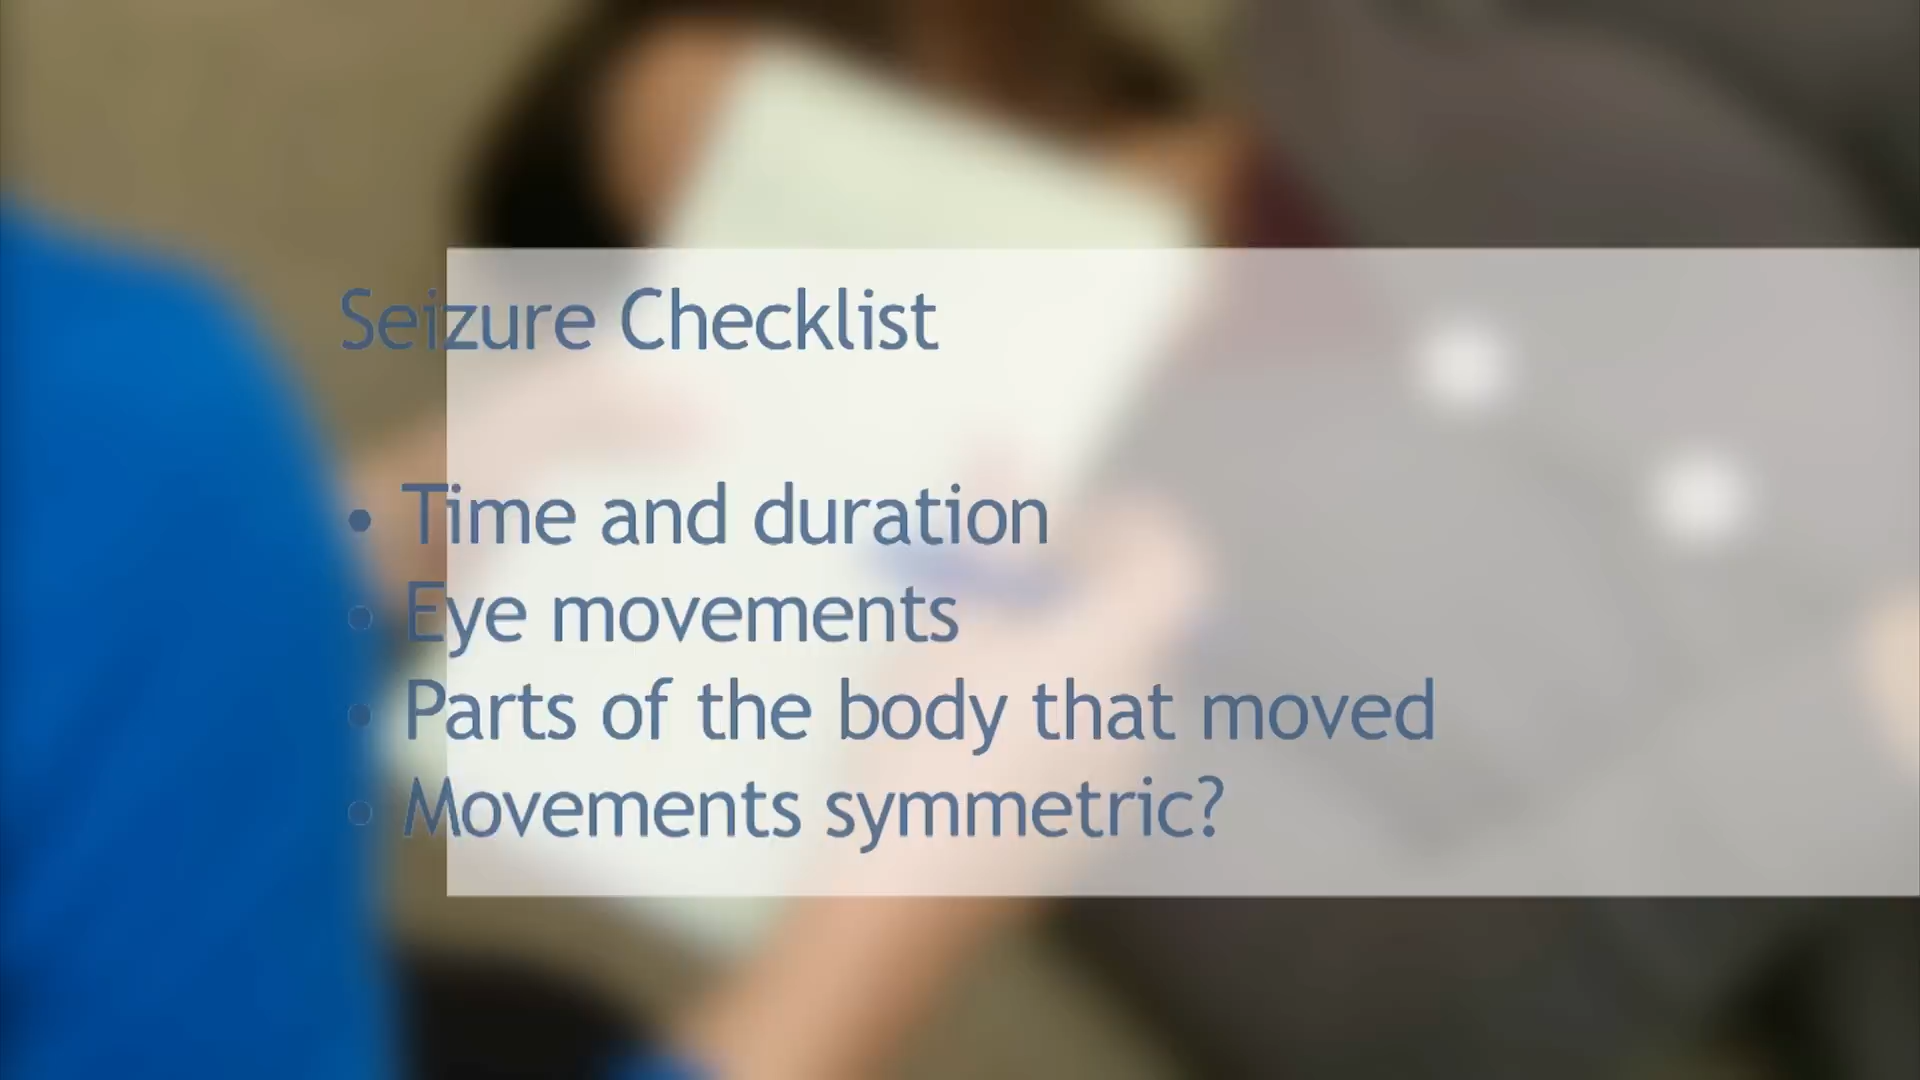 Seizure Checklist
• Time and duration
• Eye movements
• Parts of the body that moved
• Movements symmetric?